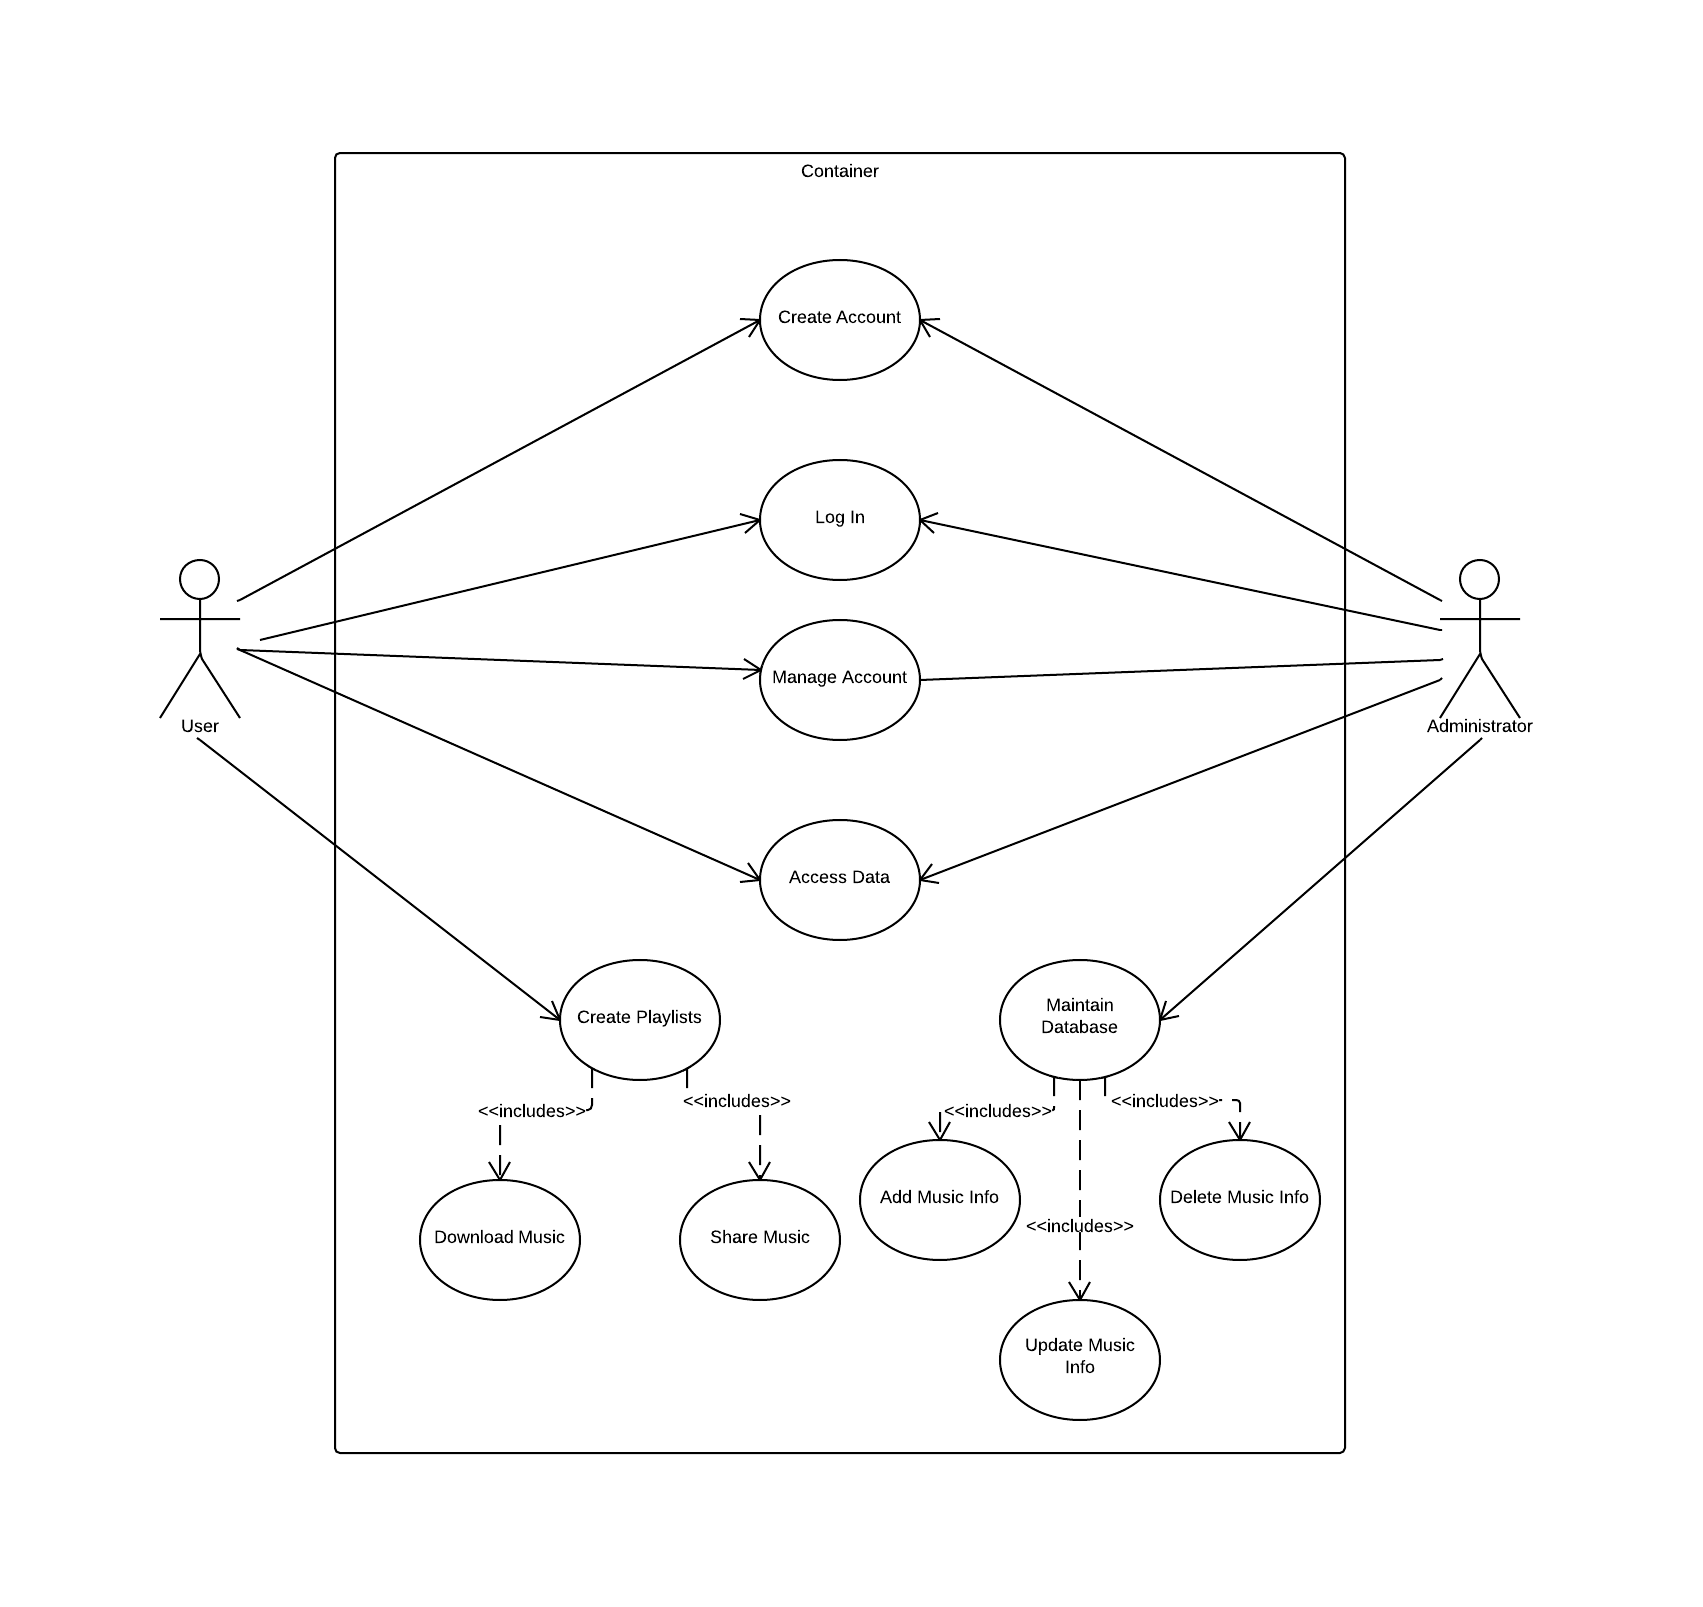 Container
Create Account
Log In
Manage Account
User
Administrator
Access Data
Create Playlists
Maintain
Database
<<includes>>
<<includes>>
<<includes>>
<<includes>>
Download Music
Share Music
Add Music Info
Delete Music Info
<<includes>>
Update Music
Info